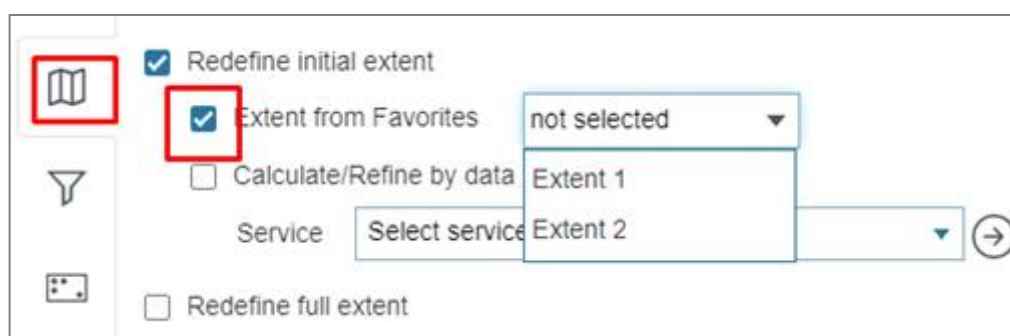 Redefine initial extent
Extent from Favorites not selected
Calculate/Refine by data Extent 1
Service Select service Extent 2
Redefine full extent